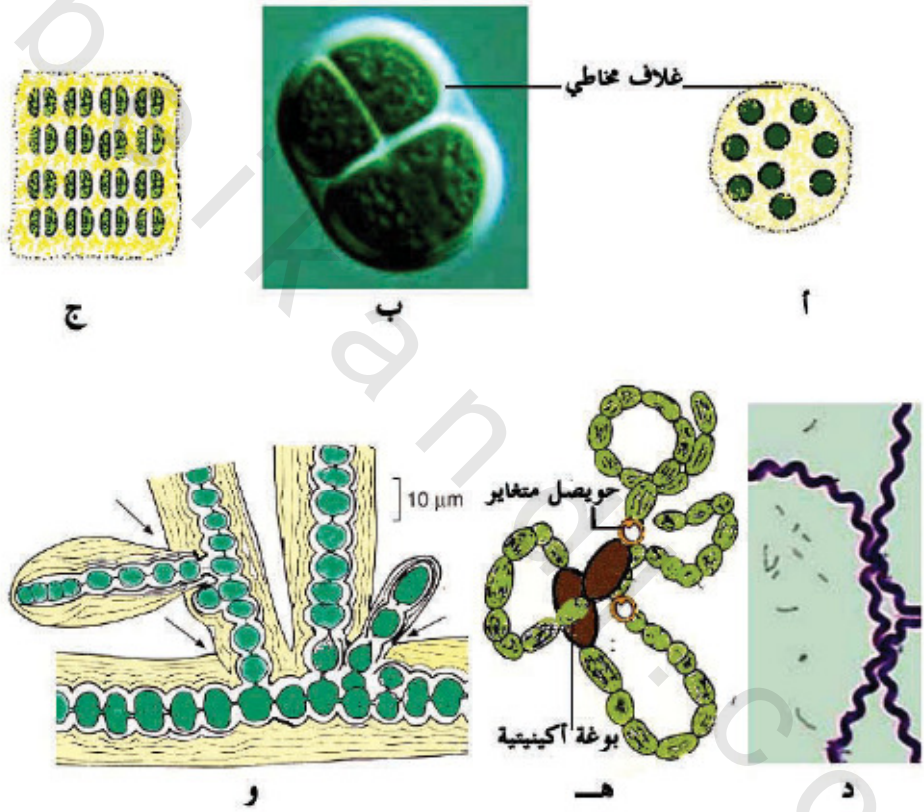 غلاف مخاطي
أ
ب
ج
10 μm
حويصل متغاير
بوغة أكينيتية
د
هـ
و